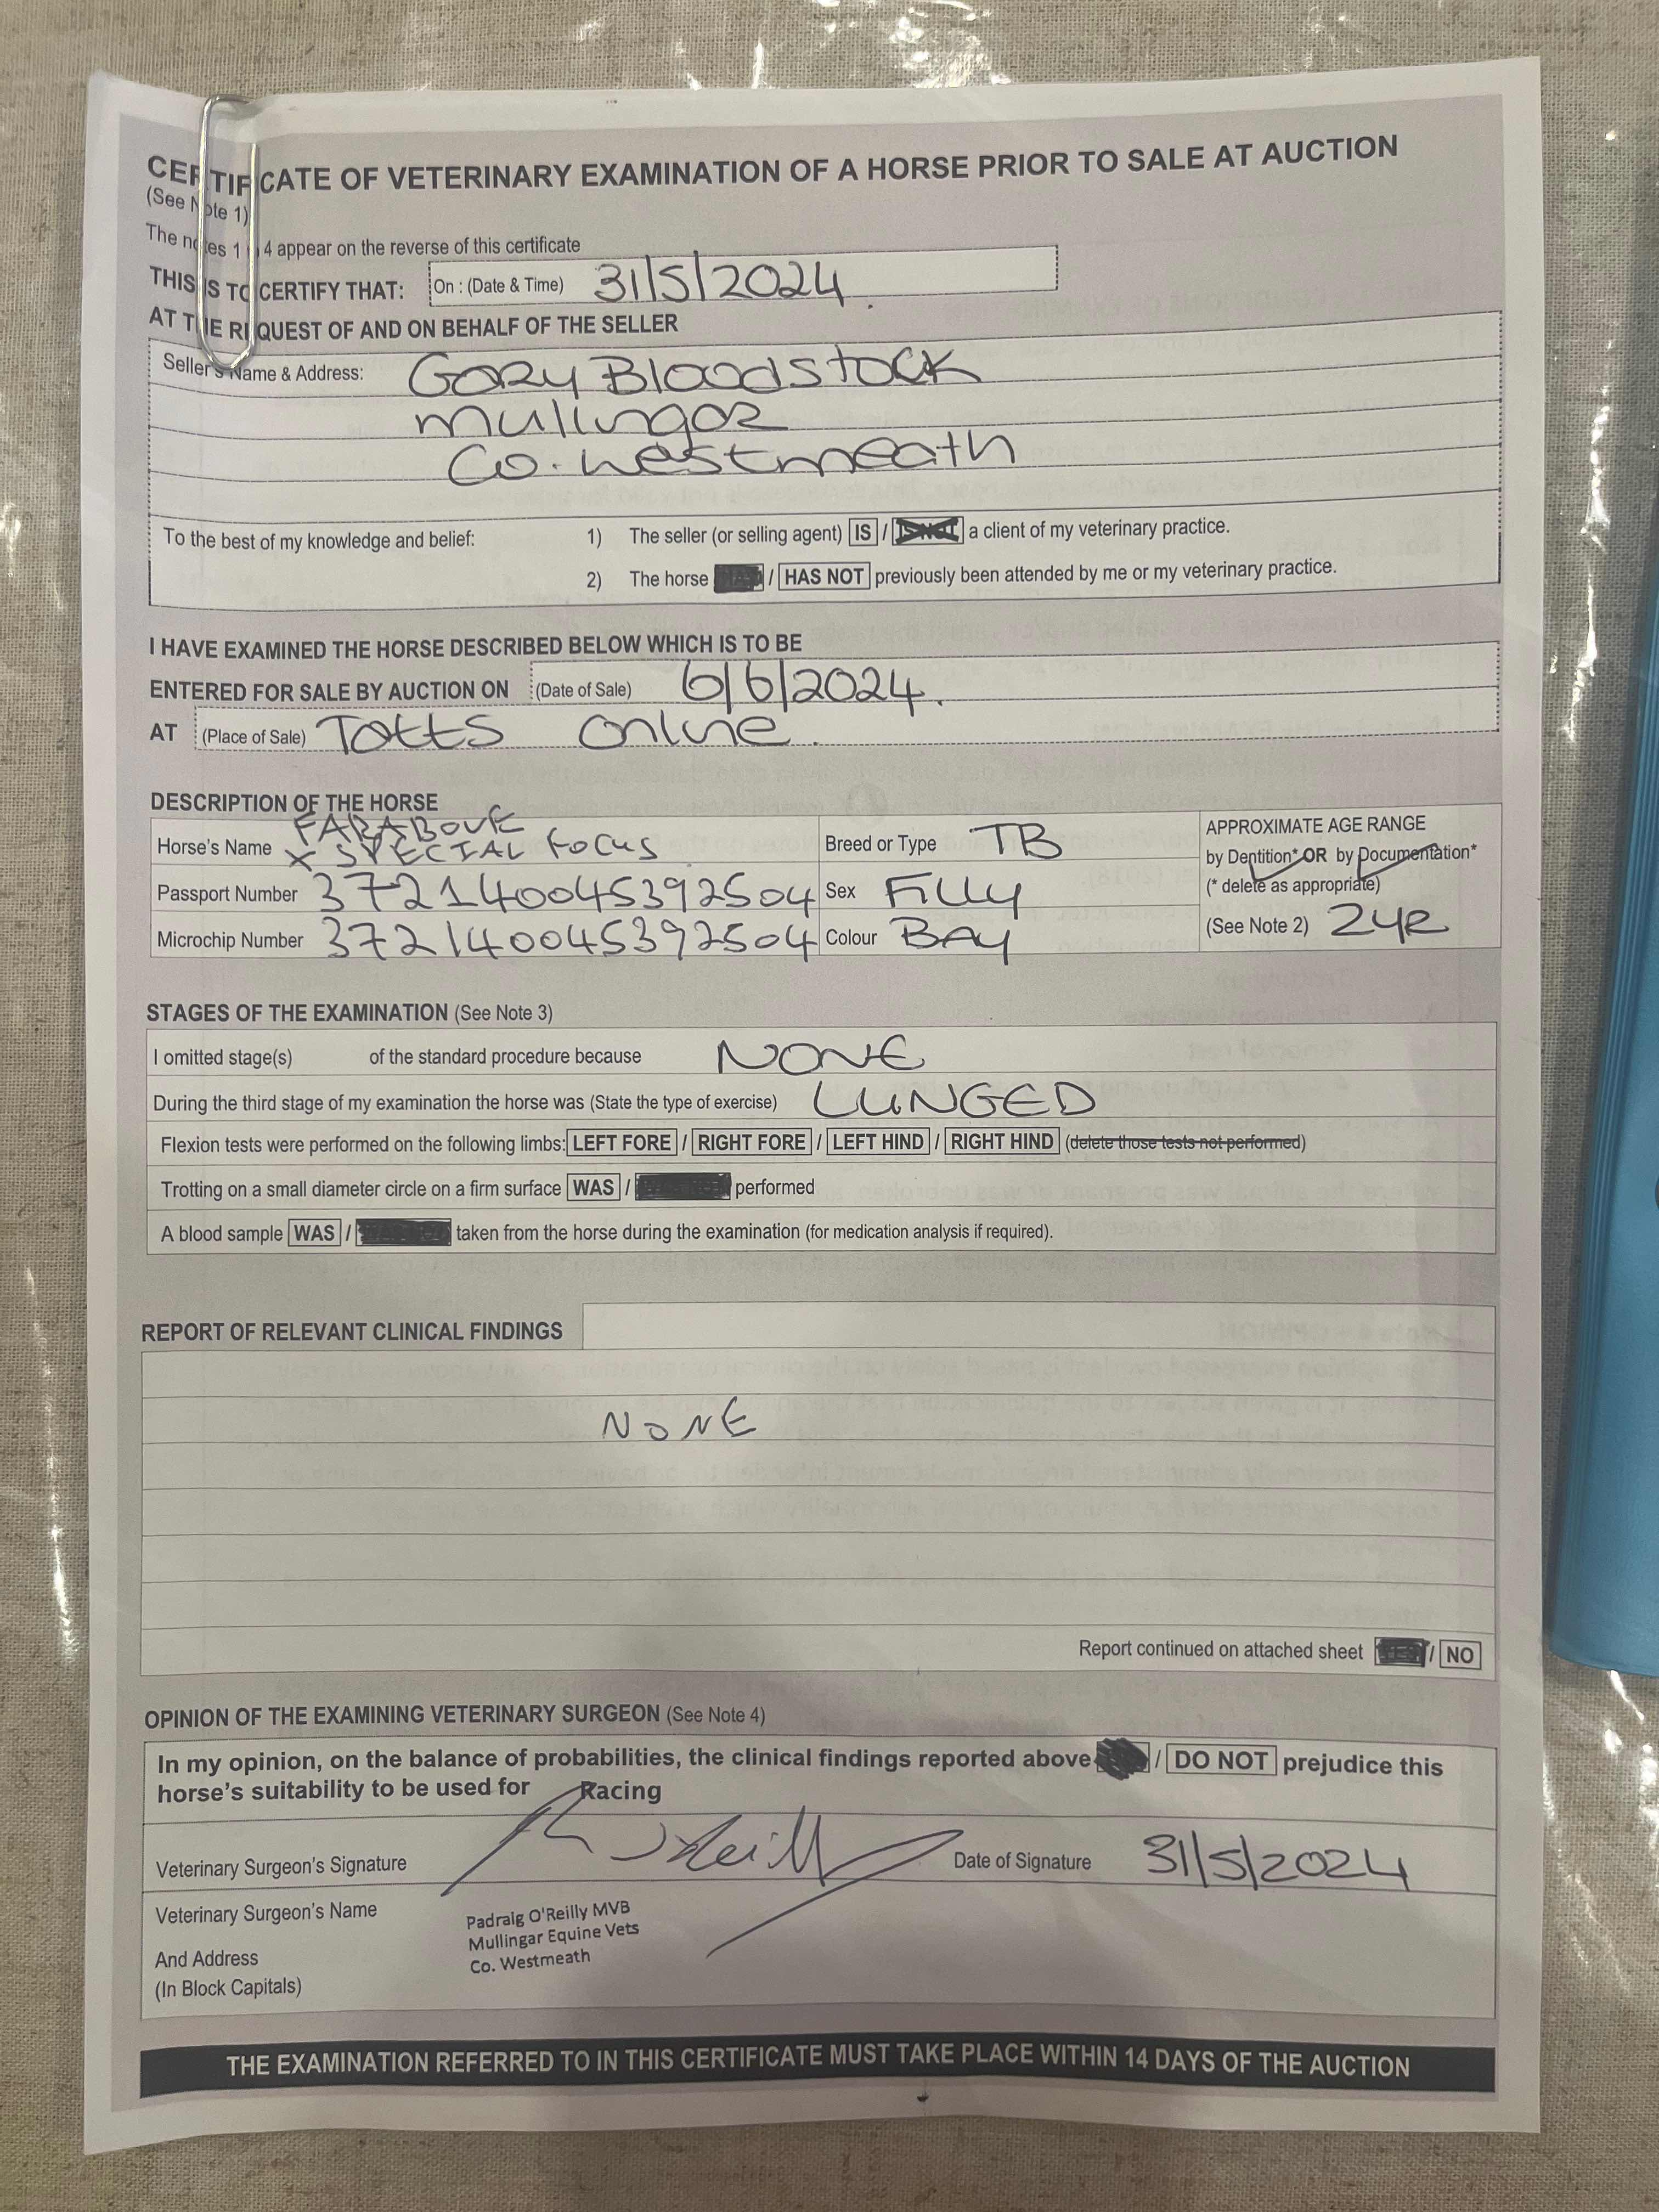 CERTIFICATE OF VETERINARY EXAMINATION OF A HORSE PRIOR TO SALE AT AUCTION
(See Note 1)
The notes 1 to 4 appear on the reverse of this certificate
THIS IS TO CERTIFY THAT: On : (Date & Time) 31/5/2024.
AT THE REQUEST OF AND ON BEHALF OF THE SELLER
Seller's Name & Address: Gory Bloodstock
Mullingar
Co. Westmeath
To the best of my knowledge and belief: 1) The seller (or selling agent) IS / IS NOT a client of my veterinary practice.
2) The horse / HAS NOT previously been attended by me or my veterinary practice.
I HAVE EXAMINED THE HORSE DESCRIBED BELOW WHICH IS TO BE
ENTERED FOR SALE BY AUCTION ON (Date of Sale) 6/6/2024.
AT (Place of Sale) Totts Online.
DESCRIPTION OF THE HORSE
Horse's Name FARABOVE
X SPECIAL FOCUS Breed or Type TB
Passport Number 372140045392504 Sex Filly
Microchip Number 372140045392504 Colour BAY
APPROXIMATE AGE RANGE
by Dentition* OR by Documentation*
(* delete as appropriate)
(See Note 2) 2YR
STAGES OF THE EXAMINATION (See Note 3)
I omitted stage(s) of the standard procedure because NONE
During the third stage of my examination the horse was (State the type of exercise) LUNGED
Flexion tests were performed on the following limbs: LEFT FORE / RIGHT FORE / LEFT HIND / RIGHT HIND (delete those tests not performed)
Trotting on a small diameter circle on a firm surface WAS / performed
A blood sample WAS / taken from the horse during the examination (for medication analysis if required).
REPORT OF RELEVANT CLINICAL FINDINGS
NONE
Report continued on attached sheet YES / NO
OPINION OF THE EXAMINING VETERINARY SURGEON (See Note 4)
In my opinion, on the balance of probabilities, the clinical findings reported above / DO NOT prejudice this
horse's suitability to be used for Racing
Veterinary Surgeon's Signature Date of Signature 31/5/2024
Veterinary Surgeon's Name
And Address
(In Block Capitals)
Padraig O'Reilly MVB
Mullingar Equine Vets
Co. Westmeath
THE EXAMINATION REFERRED TO IN THIS CERTIFICATE MUST TAKE PLACE WITHIN 14 DAYS OF THE AUCTION